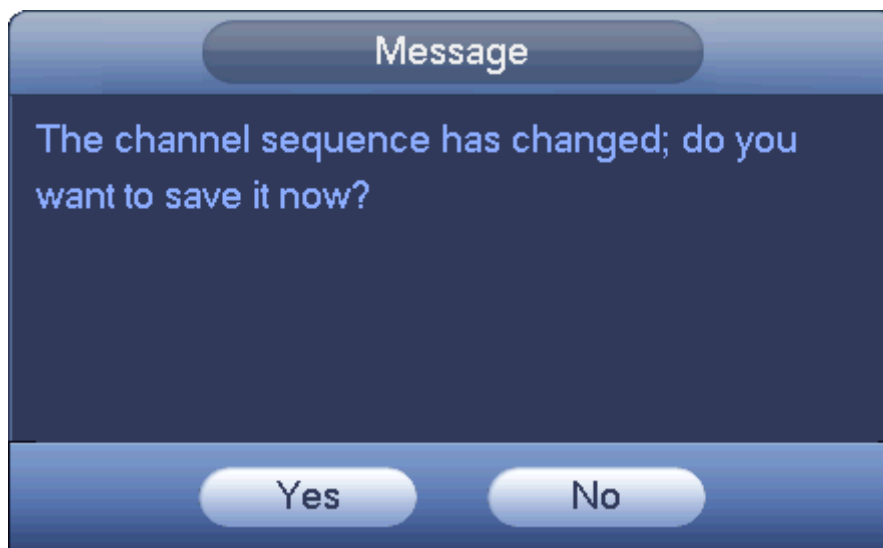 Message
The channel sequence has changed; do you
want to save it now?
Yes
No